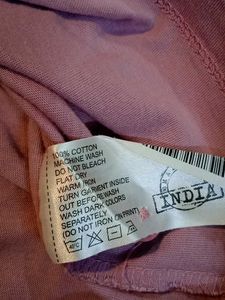 100% COTTON
MACHINE WASH
DO NOT BLEACH
FLAT DRY
WARM IRON
TURN GARMENT INSIDE
OUT BEFORE WASH
WASH DARK COLORS
SEPARATELY
(DO NOT IRON ON PRINT)
40°C
INDIA